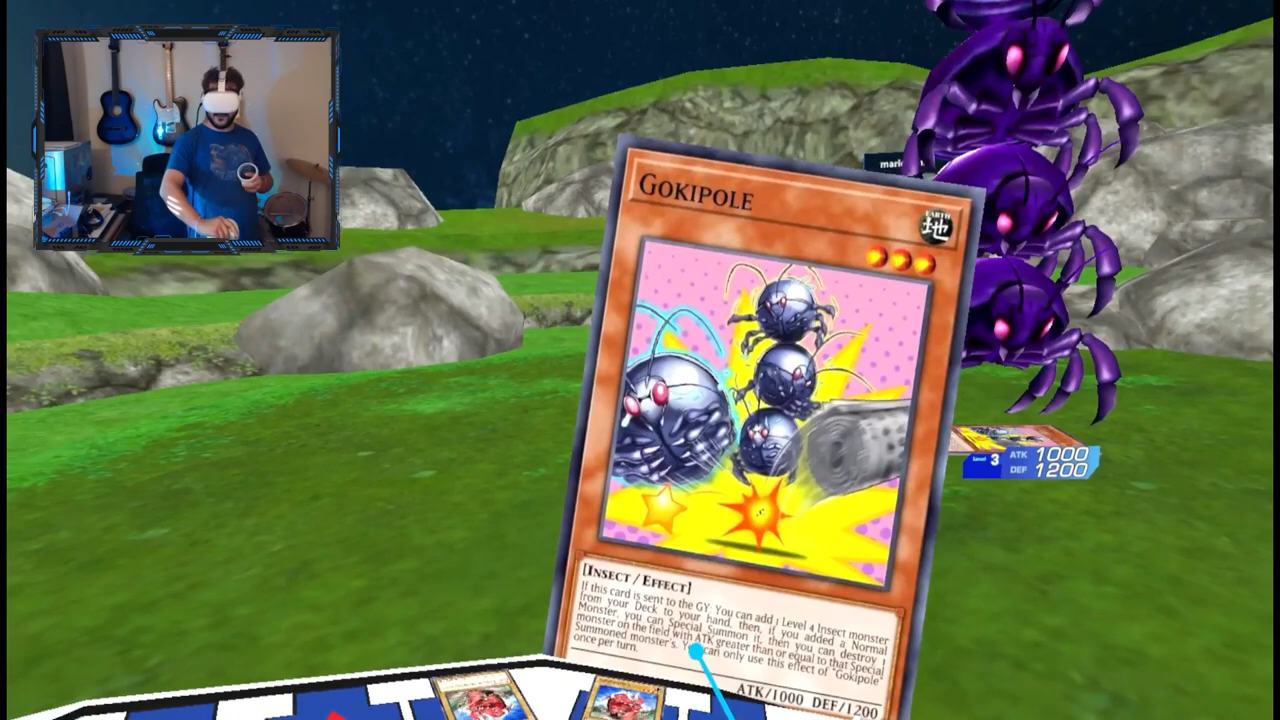 GOKIPOLE
EARTH
地
[INSECT / EFFECT]
If this card is sent to the GY: You can add 1 Level 4 Insect monster
from your Deck to your hand, then, if you added a Normal
Monster, you can Special Summon it, then you can destroy 1
monster on the field with ATK greater than or equal to that Special
Summoned monster's. You can only use this effect of "Gokipole"
once per turn.
ATK/1000 DEF/1200
Level 3 ATK 1000
DEF 1200